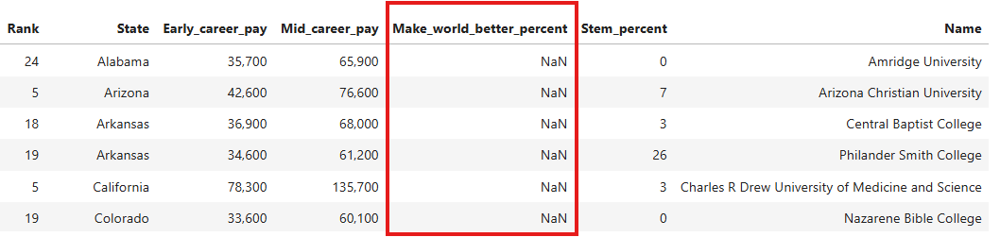 Rank State Early_career_pay Mid_career_pay Make_world_better_percent Stem_percent Name
24 Alabama 35,700 65,900 NaN 0 Amridge University
5 Arizona 42,600 76,600 NaN 7 Arizona Christian University
18 Arkansas 36,900 68,000 NaN 3 Central Baptist College
19 Arkansas 34,600 61,200 NaN 26 Philander Smith College
5 California 78,300 135,700 NaN 3 Charles R Drew University of Medicine and Science
19 Colorado 33,600 60,100 NaN 0 Nazarene Bible College